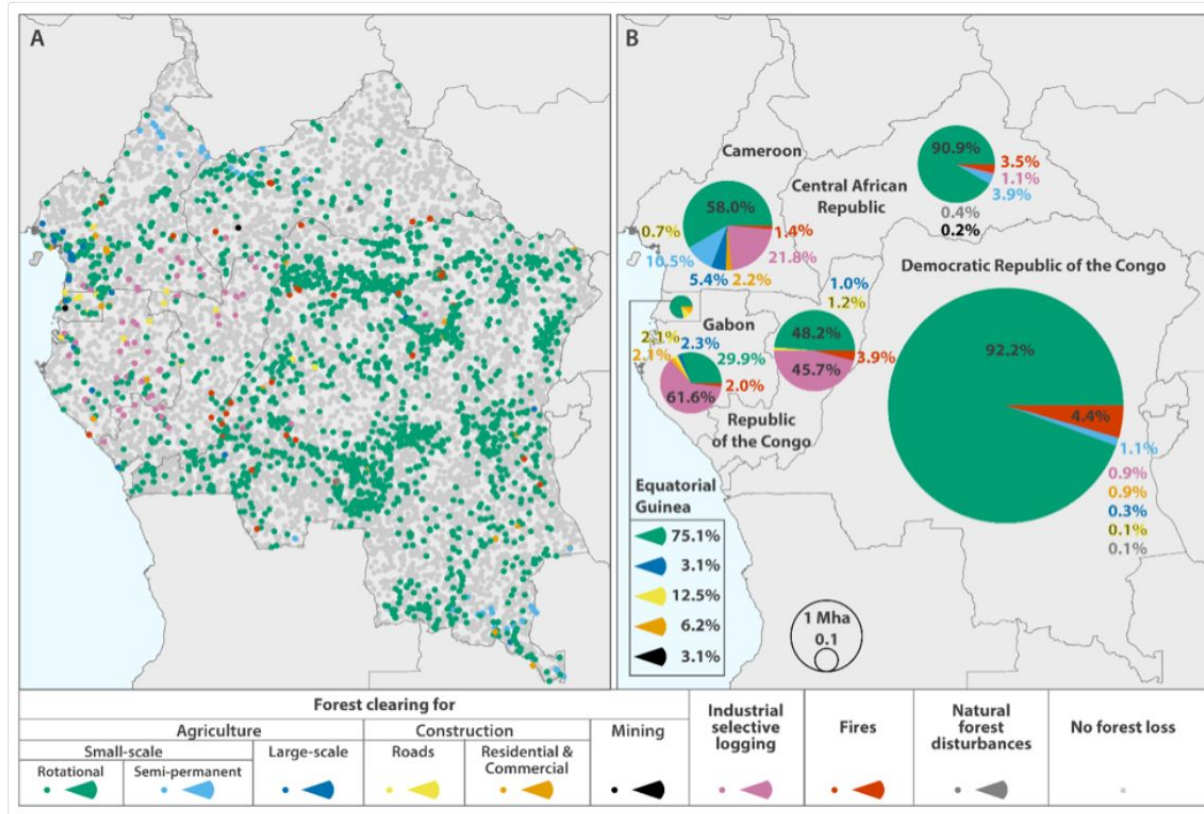 A
B
Cameroon
58.0%
0.7%
1.4%
10.5%
21.8%
5.4%
2.2%
Central African
Republic
90.9%
3.5%
1.1%
3.9%
0.4%
0.2%
Democratic Republic of the Congo
92.2%
4.4%
1.1%
0.9%
0.9%
0.3%
0.1%
0.1%
1.0%
1.2%
48.2%
3.9%
45.7%
Gabon
2.1%
2.3%
2.1%
29.9%
2.0%
61.6%
Republic
of the Congo
Equatorial
Guinea
75.1%
3.1%
12.5%
6.2%
3.1%
1 Mha
0.1
Forest clearing for
Agriculture
Construction
Mining
Small-scale
Large-scale
Roads
Residential &
Commercial
Rotational
Semi-permanent
Industrial
selective
logging
Fires
Natural
forest
disturbances
No forest loss